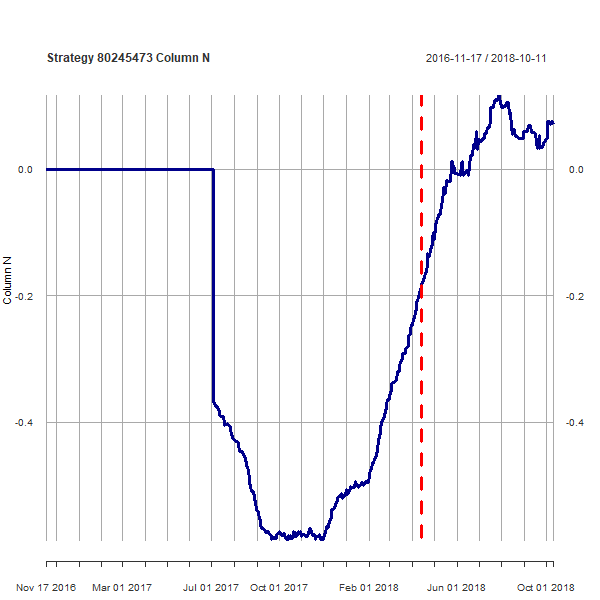 Strategy 80245473 Column N
2016-11-17 / 2018-10-11
0.0
0.0
-0.2
-0.2
-0.4
-0.4
Column N
Nov 17 2016
Mar 01 2017
Jul 01 2017
Oct 01 2017
Feb 01 2018
Jun 01 2018
Oct 01 2018